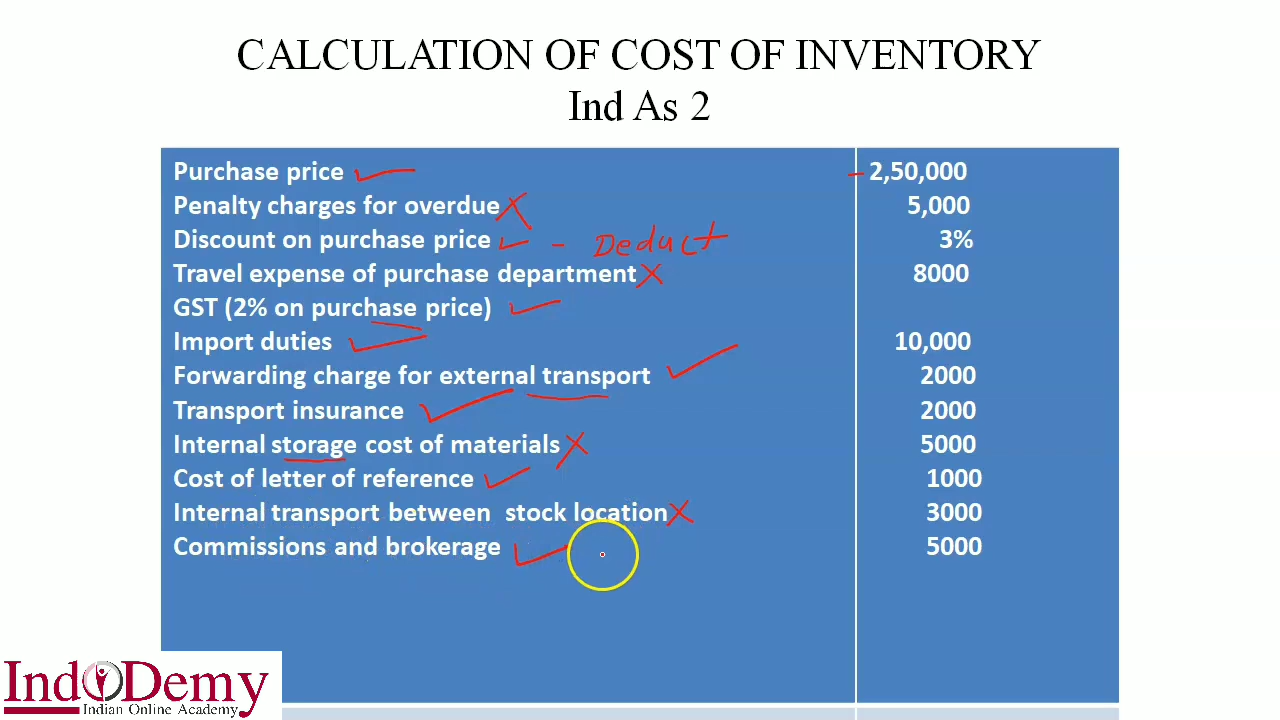 CALCULATION OF COST OF INVENTORY
Ind As 2
Purchase price 2,50,000
Penalty charges for overdue 5,000
Discount on purchase price - Deduct 3%
Travel expense of purchase department 8000
GST (2% on purchase price)
Import duties 10,000
Forwarding charge for external transport 2000
Transport insurance 2000
Internal storage cost of materials 5000
Cost of letter of reference 1000
Internal transport between stock location 3000
Commissions and brokerage 5000
IndODemy
Indian Online Academy